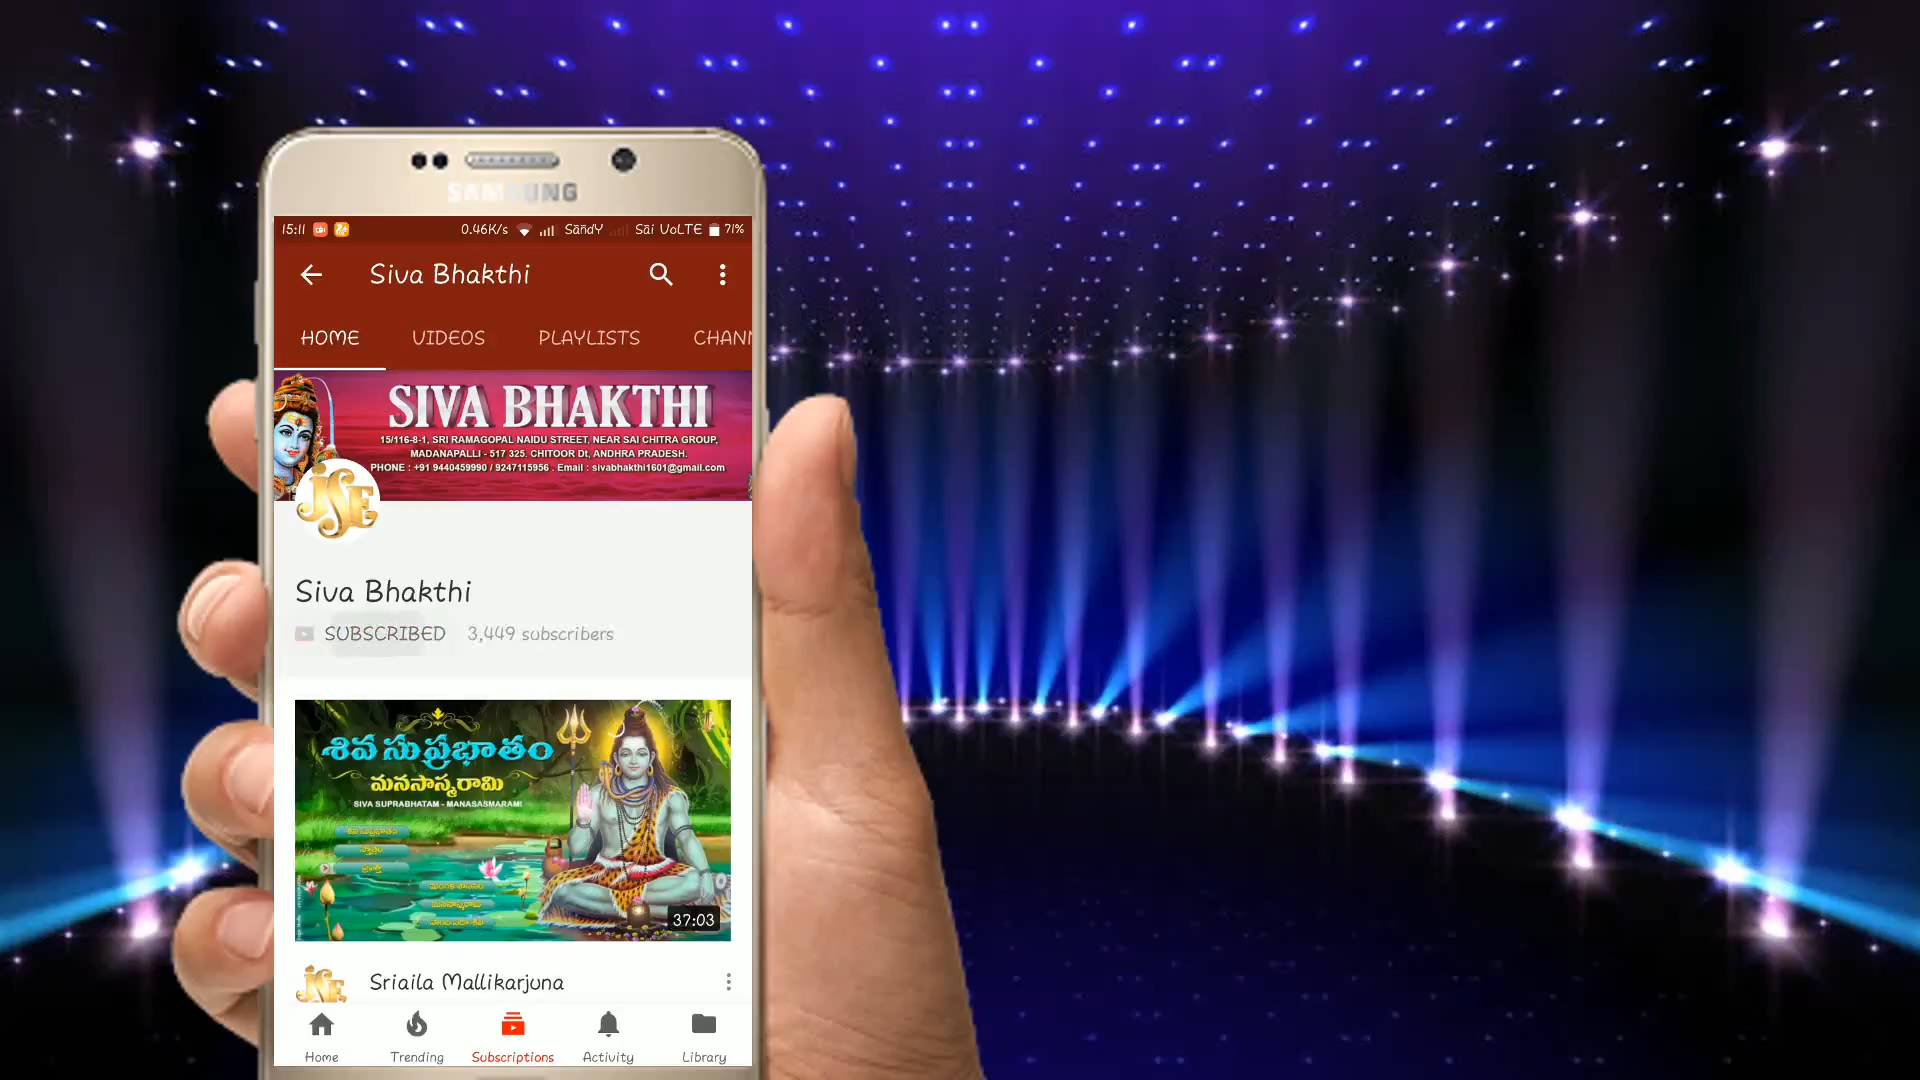 SAMSUNG
15:11 0.46K/s SāñdY Sāi VoLTE 71%
Siva Bhakthi
HOME VIDEOS PLAYLISTS CHANN
SIVA BHAKTHI
15/116-8-1, SRI RAMAGOPAL NAIDU STREET, NEAR SAI CHITRA GROUP,
MADANAPALLI - 517 325. CHITOOR Dt, ANDHRA PRADESH.
PHONE : +91 9440459990 / 9247115956 . Email : sivabhakthi1601@gmail.com
JSE
Siva Bhakthi
SUBSCRIBED 3,449 subscribers
శివ సుప్రభాతం
మనసాస్మరామి
SIVA SUPRABHATAM - MANASASMARAMI
శివ సుప్రభాతం
స్తోత్రం
37:03
JSE
Sriaila Mallikarjuna
Home Trending Subscriptions Activity Library